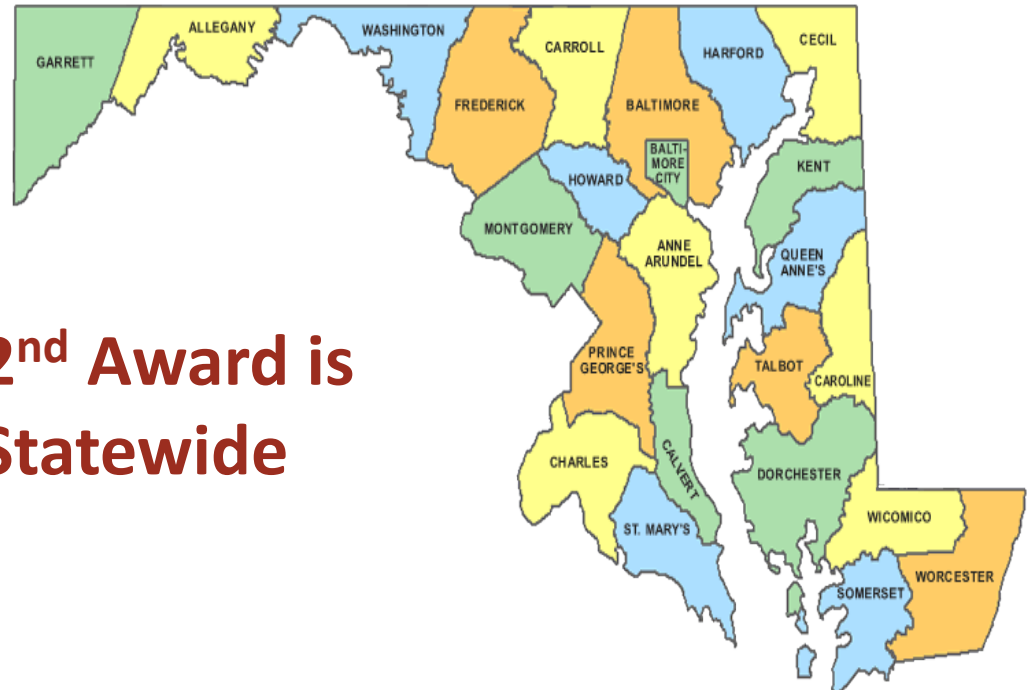 GARRETT
ALLEGANY
WASHINGTON
FREDERICK
CARROLL
BALTIMORE
HARFORD
CECIL
BALTI-
MORE
CITY
KENT
HOWARD
MONTGOMERY
ANNE
ARUNDEL
QUEEN
ANNE'S
2nd Award is
Statewide
PRINCE
GEORGE'S
TALBOT
CAROLINE
CHARLES
CALVERT
DORCHESTER
ST. MARY'S
WICOMICO
SOMERSET
WORCESTER